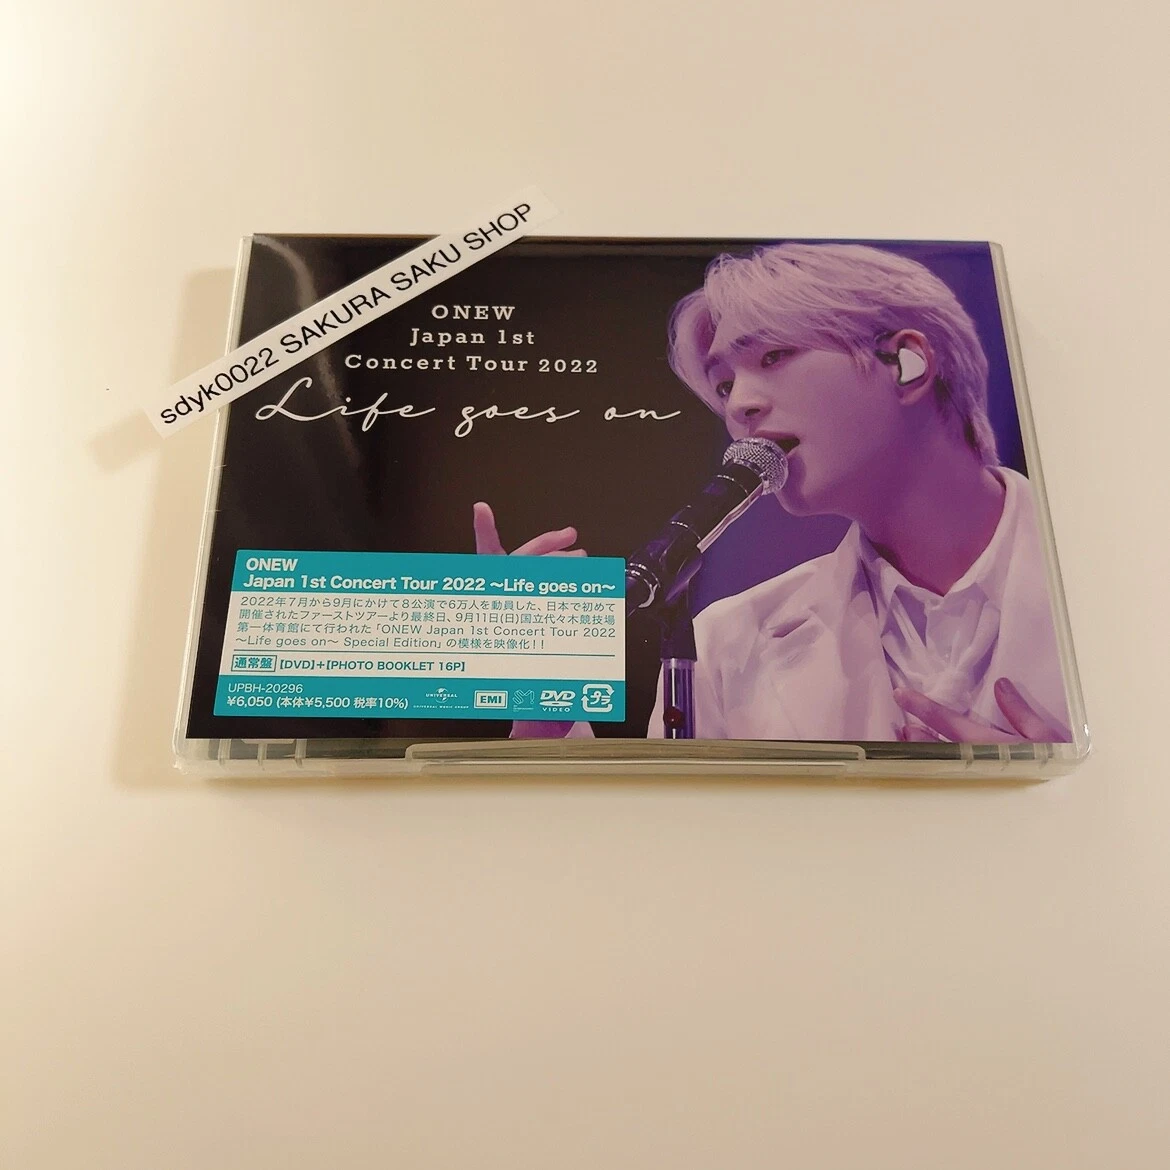 sdyk0022 SAKURA SAKU SHOP
ONEW
Japan 1st
Concert Tour 2022
Life goes on
ONEW
Japan 1st Concert Tour 2022 ～Life goes on～
2022年7月から9月にかけて8公演で6万人を動員した、日本で初めて
開催されたファーストツアーより最終日、9月11日(日)国立代々木競技場
第一体育館にて行われた「ONEW Japan 1st Concert Tour 2022
～Life goes on～ Special Edition」の模様を映像化!!
通常盤 [DVD]+[PHOTO BOOKLET 16P]
UPBH-20296
¥6,050 (本体¥5,500 税率10%)
UNIVERSAL
UNIVERSAL MUSIC GROUP
EMI
DVD
VIDEO
プラ